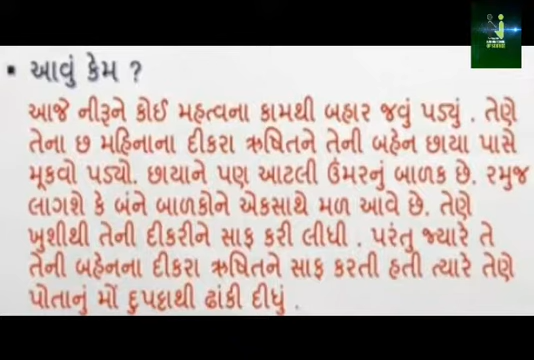 ▪ આવું કેમ ?
આજે નીરૂને કોઈ મહત્વના કામથી બહાર જવું પડ્યું . તેણે
તેના છ મહિનાના દીકરા ઋષિતને તેની બહેન છાયા પાસે
મૂકવો પડ્યો. છાયાને પણ આટલી ઉંમરનું બાળક છે. રમુજ
લાગશે કે બંને બાળકોને એકસાથે મળ આવે છે. તેણે
ખુશીથી તેની દીકરીને સાફ કરી લીધી . પરંતુ જ્યારે તે
તેની બહેનના દીકરા ઋષિતને સાફ કરતી હતી ત્યારે તેણે
પોતાનું મોં દુપટ્ટાથી ઢાંકી દીધું .